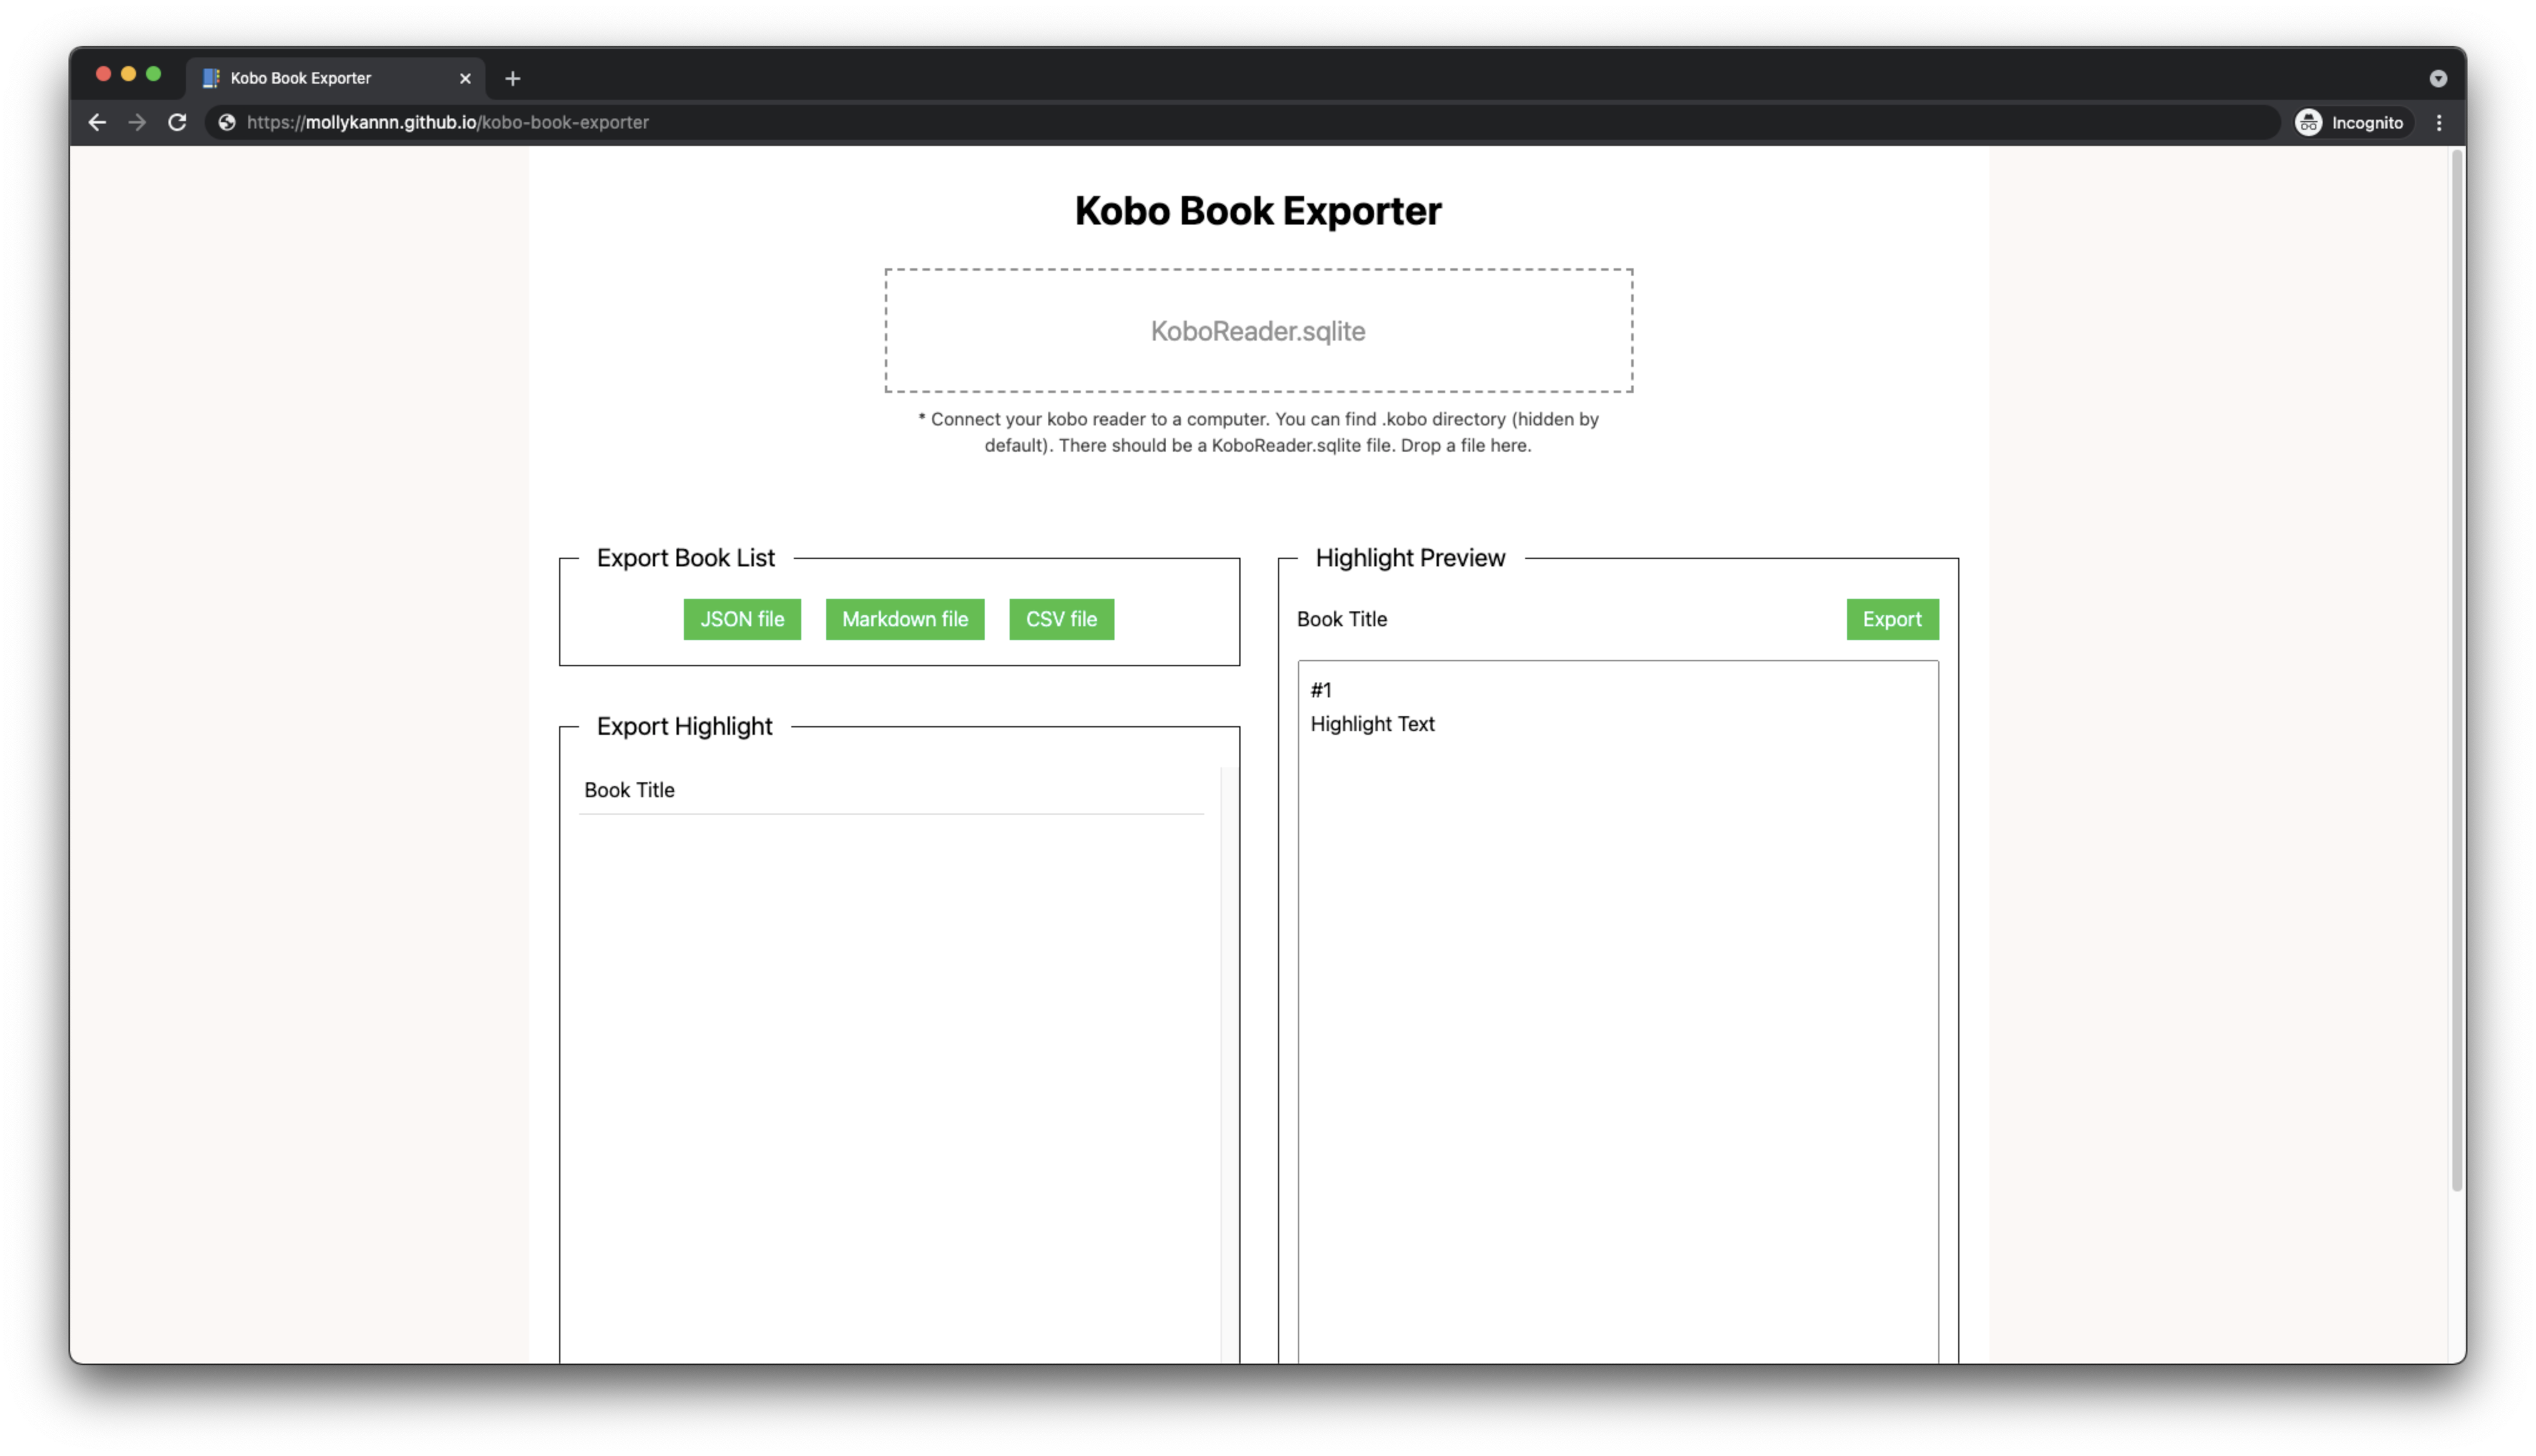 Kobo Book Exporter
https://mollykannn.github.io/kobo-book-exporter
Incognito
Kobo Book Exporter
KoboReader.sqlite
* Connect your kobo reader to a computer. You can find .kobo directory (hidden by
default). There should be a KoboReader.sqlite file. Drop a file here.
Export Book List
JSON file
Markdown file
CSV file
Export Highlight
Book Title
Highlight Preview
Book Title
Export
#1
Highlight Text